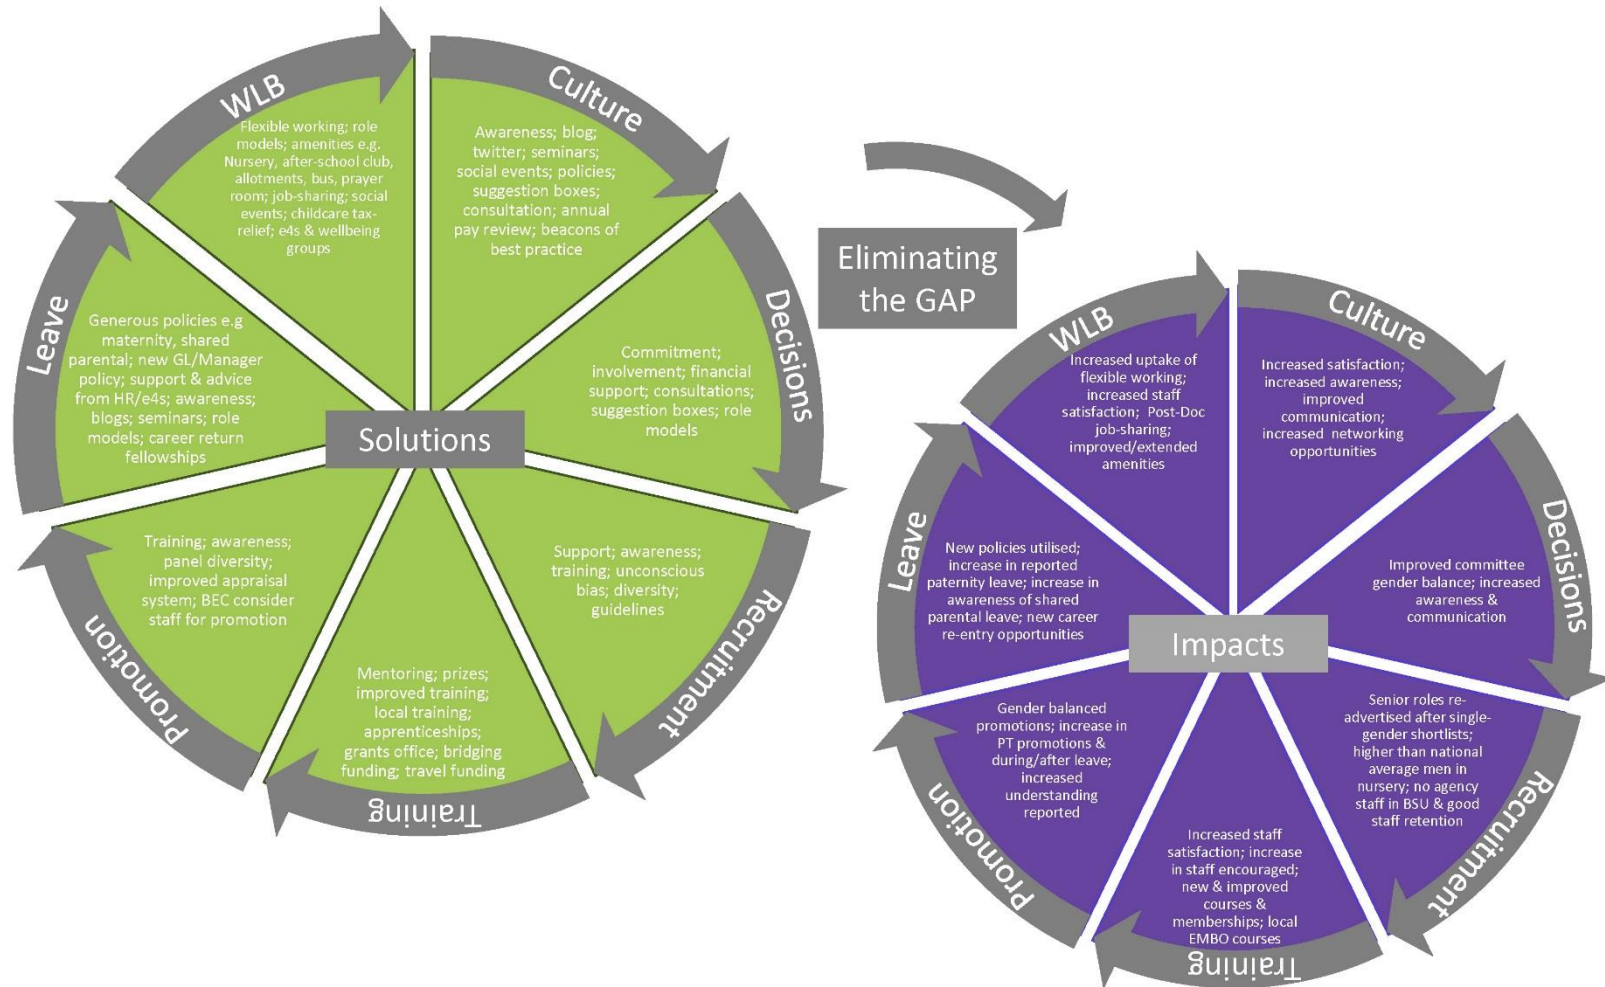 WLB
Flexible working; role
models; amenities e.g.
Nursery, after-school club,
allotments, bus, prayer
room; job-sharing; social
events; childcare tax-
relief; e4s & wellbeing
groups
Culture
Awareness; blog;
twitter; seminars;
social events; policies;
suggestion boxes;
consultation; annual
pay review; beacons of
best practice
Decisions
Commitment;
involvement; financial
support; consultations;
suggestion boxes; role
models
Recruitment
Support; awareness;
training; unconscious
bias; diversity;
guidelines
Training
Mentoring; prizes;
improved training;
local training;
apprenticeships;
grants office; bridging
funding; travel funding
Promotion
Training; awareness;
panel diversity;
improved appraisal
system; BEC consider
staff for promotion
Leave
Generous policies e.g
maternity, shared
parental; new GL/Manager
policy; support & advice
from HR/e4s; awareness;
blogs; seminars; role
models; career return
fellowships
Solutions
Eliminating
the GAP
WLB
Increased uptake of
flexible working;
increased staff
satisfaction; Post-Doc
job-sharing;
improved/extended
amenities
Culture
Increased satisfaction;
increased awareness;
improved
communication;
increased networking
opportunities
Decisions
Improved committee
gender balance; increased
awareness &
communication
Recruitment
Senior roles re-
advertised after single-
gender shortlists;
higher than national
average men in
nursery; no agency
staff in BSU & good
staff retention
Training
Increased staff
satisfaction; increase
in staff encouraged;
new & improved
courses &
memberships; local
EMBO courses
Promotion
Gender balanced
promotions; increase in
PT promotions &
during/after leave;
increased
understanding
reported
Leave
New policies utilised;
increase in reported
paternity leave; increase in
awareness of shared
parental leave; new career
re-entry opportunities
Impacts